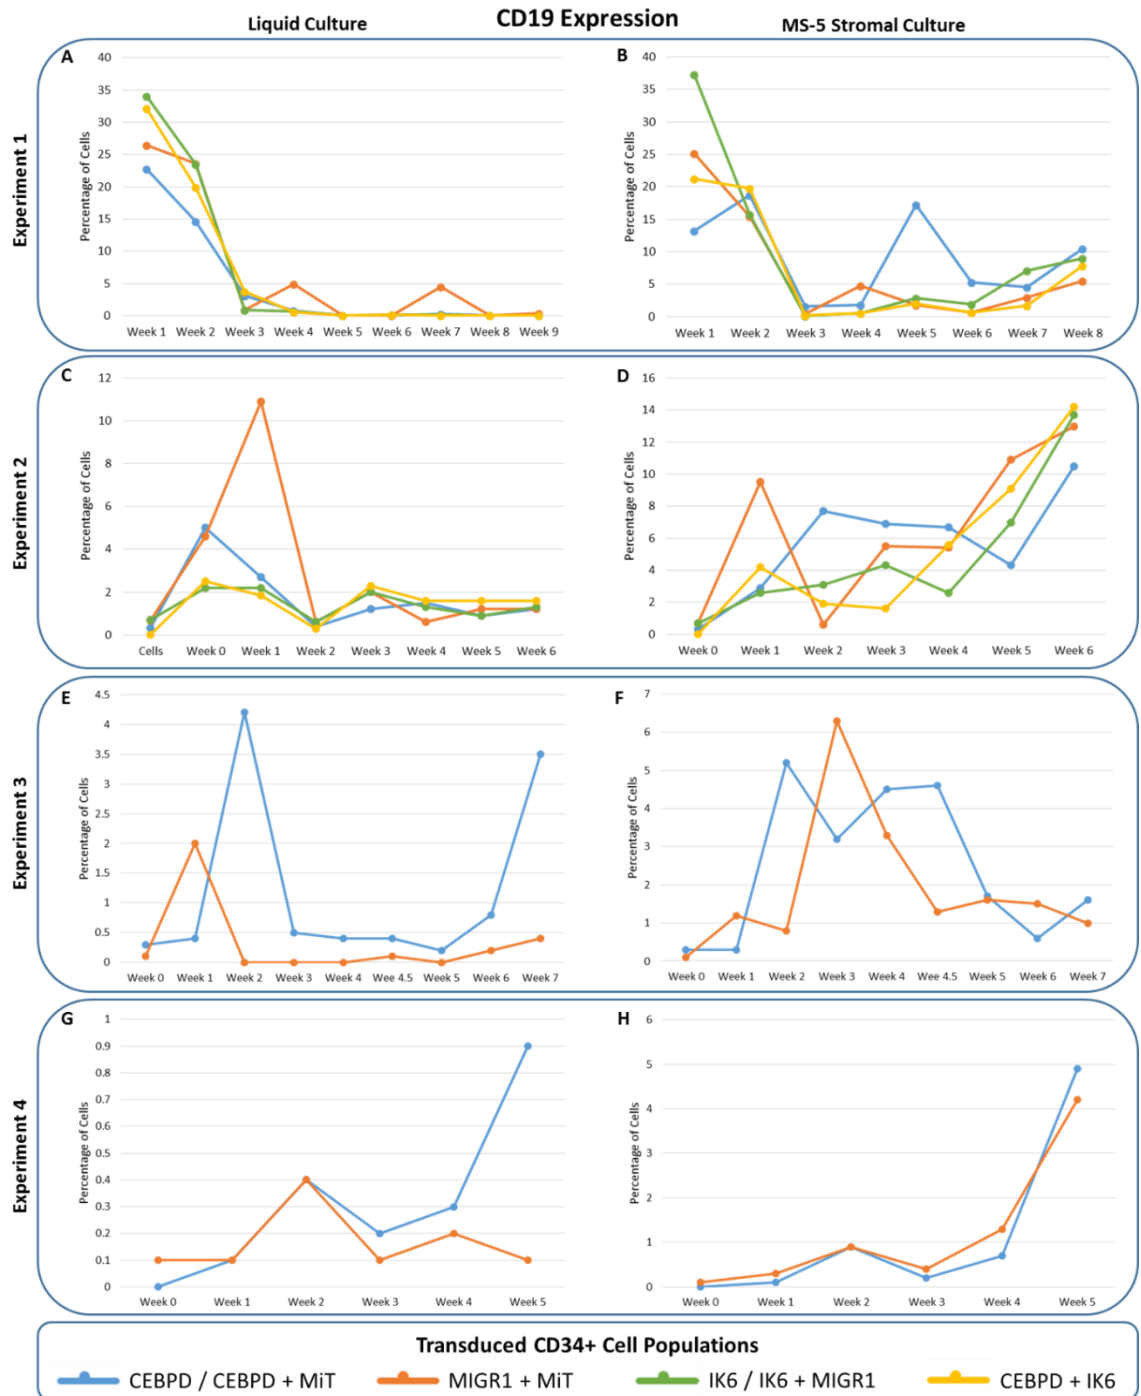 CD19 Expression
Liquid Culture
MS-5 Stromal Culture
Experiment 1
A
Percentage of Cells
40
35
30
25
20
15
10
5
0
Week 1 Week 2 Week 3 Week 4 Week 5 Week 6 Week 7 Week 8 Week 9
B
Percentage of Cells
40
35
30
25
20
15
10
5
0
Week 1 Week 2 Week 3 Week 4 Week 5 Week 6 Week 7 Week 8
Experiment 2
C
Percentage of Cells
12
10
8
6
4
2
0
Cells Week 0 Week 1 Week 2 Week 3 Week 4 Week 5 Week 6
D
Percentage of Cells
16
14
12
10
8
6
4
2
0
Week 0 Week 1 Week 2 Week 3 Week 4 Week 5 Week 6
Experiment 3
E
Percentage of Cells
4.5
4
3.5
3
2.5
2
1.5
1
0.5
0
Week 0 Week 1 Week 2 Week 3 Week 4 Wee 4.5 Week 5 Week 6 Week 7
F
Percentage of Cells
7
6
5
4
3
2
1
0
Week 0 Week 1 Week 2 Week 3 Week 4 Wee 4.5 Week 5 Week 6 Week 7
Experiment 4
G
Percentage of Cells
1
0.9
0.8
0.7
0.6
0.5
0.4
0.3
0.2
0.1
0
Week 0 Week 1 Week 2 Week 3 Week 4 Week 5
H
Percentage of Cells
6
5
4
3
2
1
0
Week 0 Week 1 Week 2 Week 3 Week 4 Week 5
Transduced CD34+ Cell Populations
CEBPD / CEBPD + MiT MIGR1 + MiT IK6 / IK6 + MIGR1 CEBPD + IK6